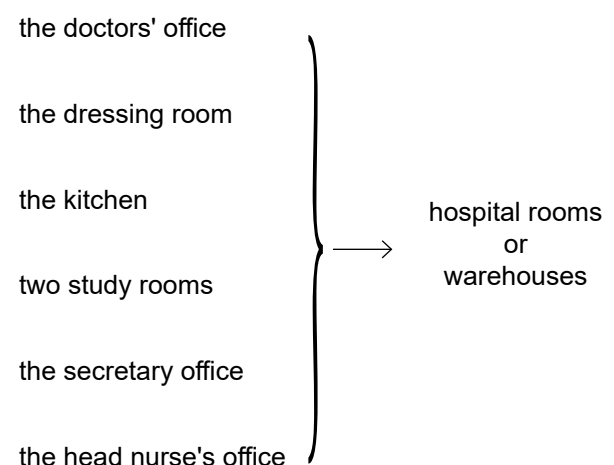 the doctors' office
the dressing room
the kitchen
two study rooms
the secretary office
the head nurse's office
hospital rooms
or
warehouses